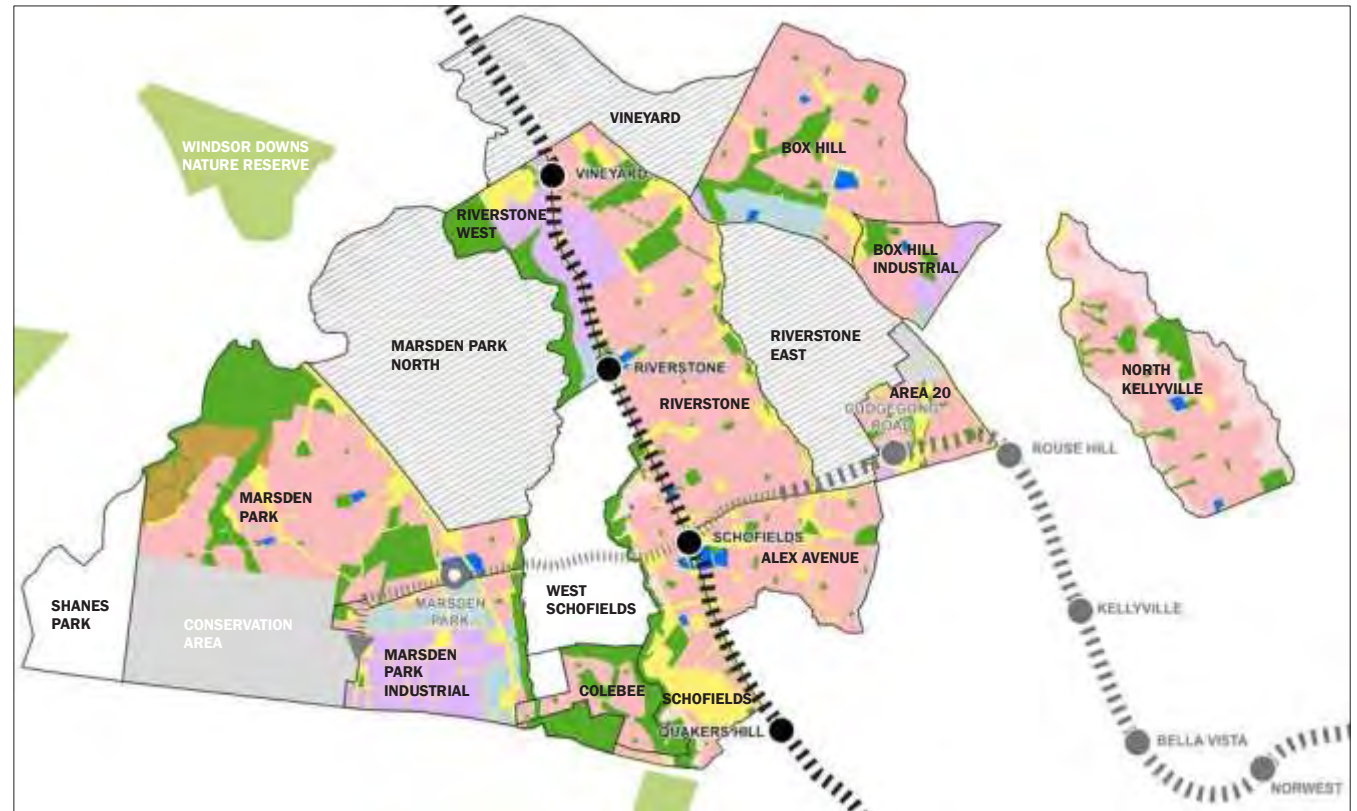 VINEYARD
WINDSOR DOWNS
NATURE RESERVE
BOX HILL
VINEYARD
RIVERSTONE
WEST
BOX HILL
INDUSTRIAL
MARSDEN PARK
NORTH
RIVERSTONE
EAST
RIVERSTONE
NORTH
KELLYVILLE
RIVERSTONE
AREA 20
CUDGEGONG
ROAD
ROUSE HILL
MARSDEN
PARK
SCHOFIELDS
ALEX AVENUE
WEST
SCHOFIELDS
SHANES
PARK
MARSDEN
PARK
KELLYVILLE
CONSERVATION
AREA
MARSDEN
PARK
INDUSTRIAL
COLEBEE
SCHOFIELDS
QUAKERS HILL
BELLA VISTA
NORWEST